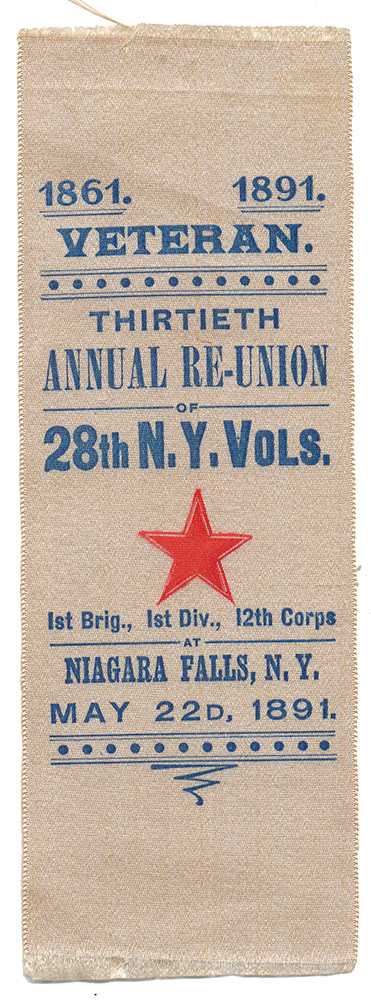 1861. 1891.
VETERAN.
THIRTIETH
ANNUAL RE-UNION
OF
28th N. Y. VOLS.
1st Brig., 1st Div., 12th Corps
AT
NIAGARA FALLS, N. Y.
MAY 22D, 1891.